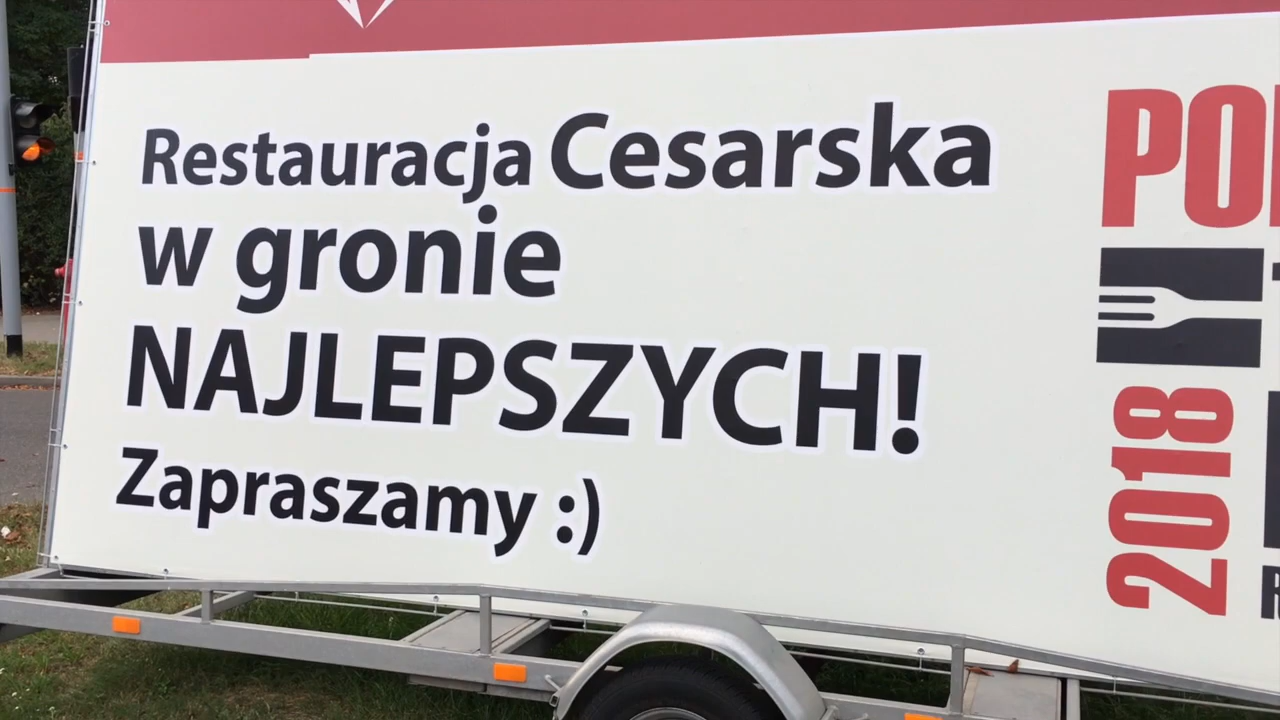 Restauracja Cesarska
w gronie
NAJLEPSZYCH!
Zapraszamy :)
2018